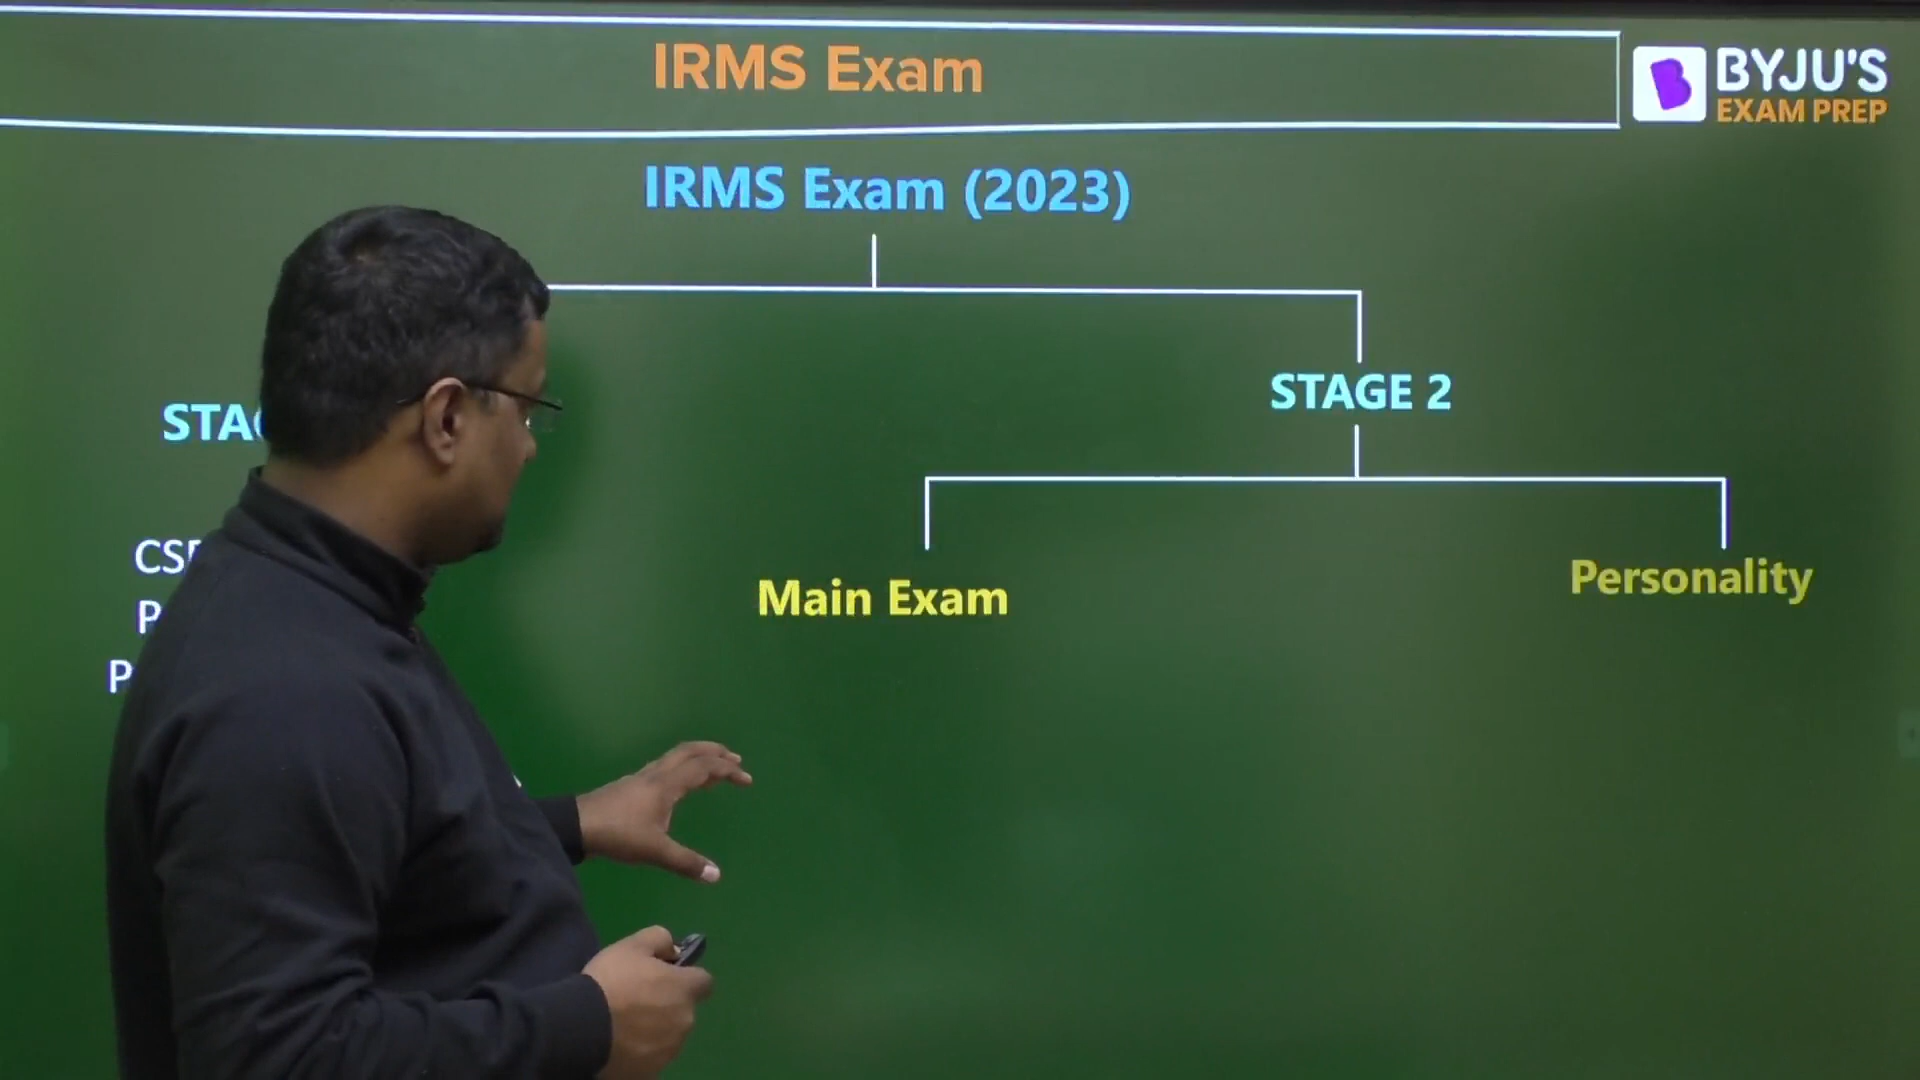 IRMS Exam
BYJU'S
EXAM PREP
IRMS Exam (2023)
STAGE 2
Main Exam
Personality